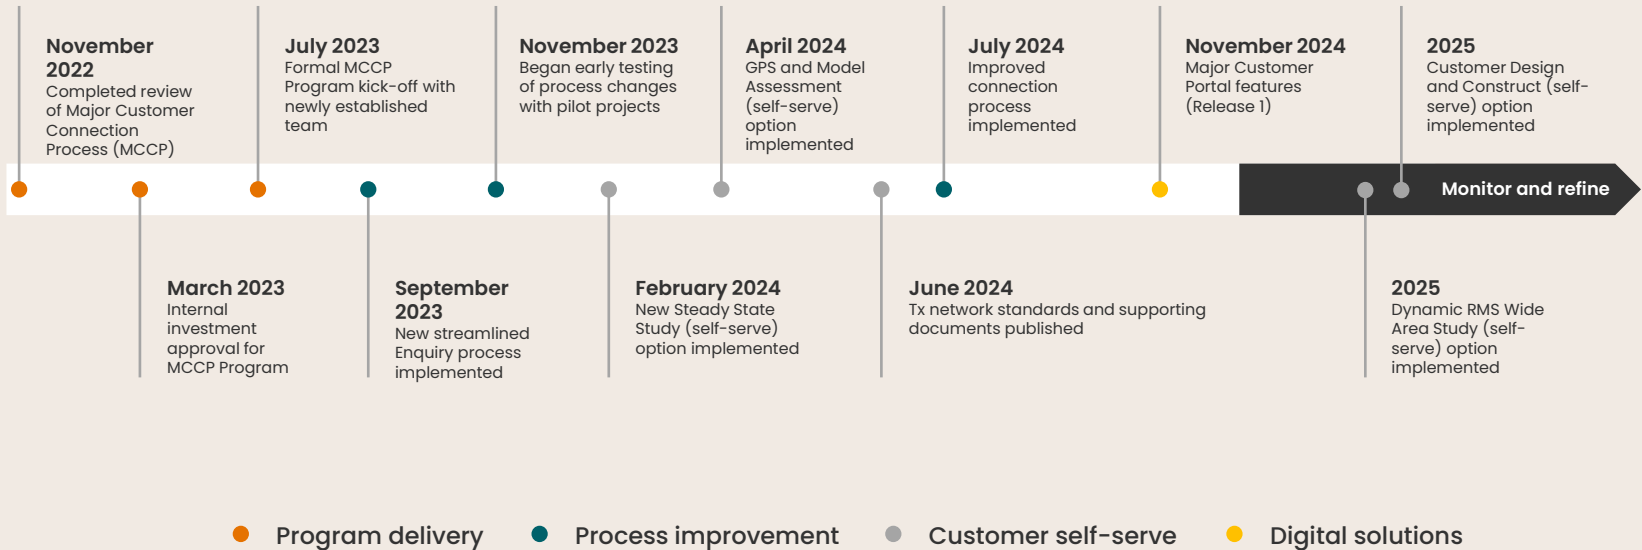 November
2022
Completed review
of Major Customer
Connection
Process (MCCP)
July 2023
Formal MCCP
Program kick-off with
newly established
team
November 2023
Began early testing
of process changes
with pilot projects
April 2024
GPS and Model
Assessment
(self-serve)
option
implemented
July 2024
Improved
connection
process
implemented
November 2024
Major Customer
Portal features
(Release 1)
2025
Customer Design
and Construct (self-
serve) option
implemented
Monitor and refine
March 2023
Internal
investment
approval for
MCCP Program
September
2023
New streamlined
Enquiry process
implemented
February 2024
New Steady State
Study (self-serve)
option implemented
June 2024
Tx network standards and supporting
documents published
2025
Dynamic RMS Wide
Area Study (self-
serve) option
implemented
Program delivery
Process improvement
Customer self-serve
Digital solutions